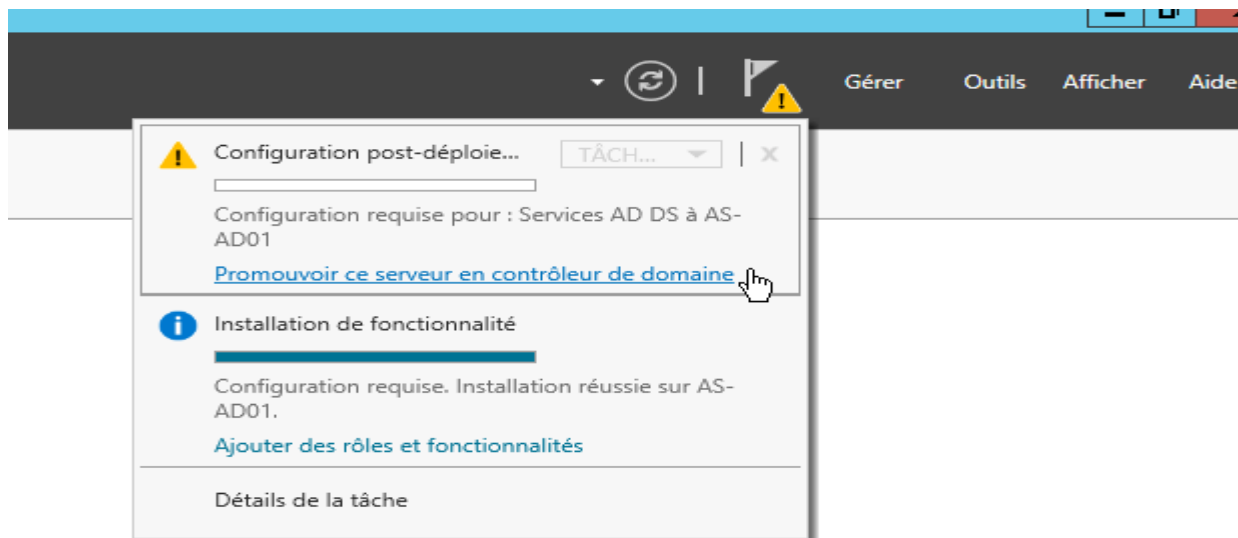 Gérer Outils Afficher Aide
Configuration post-déploie... TÂCH...
Configuration requise pour : Services AD DS à AS-
AD01
Promouvoir ce serveur en contrôleur de domaine
Installation de fonctionnalité
Configuration requise. Installation réussie sur AS-
AD01.
Ajouter des rôles et fonctionnalités
Détails de la tâche